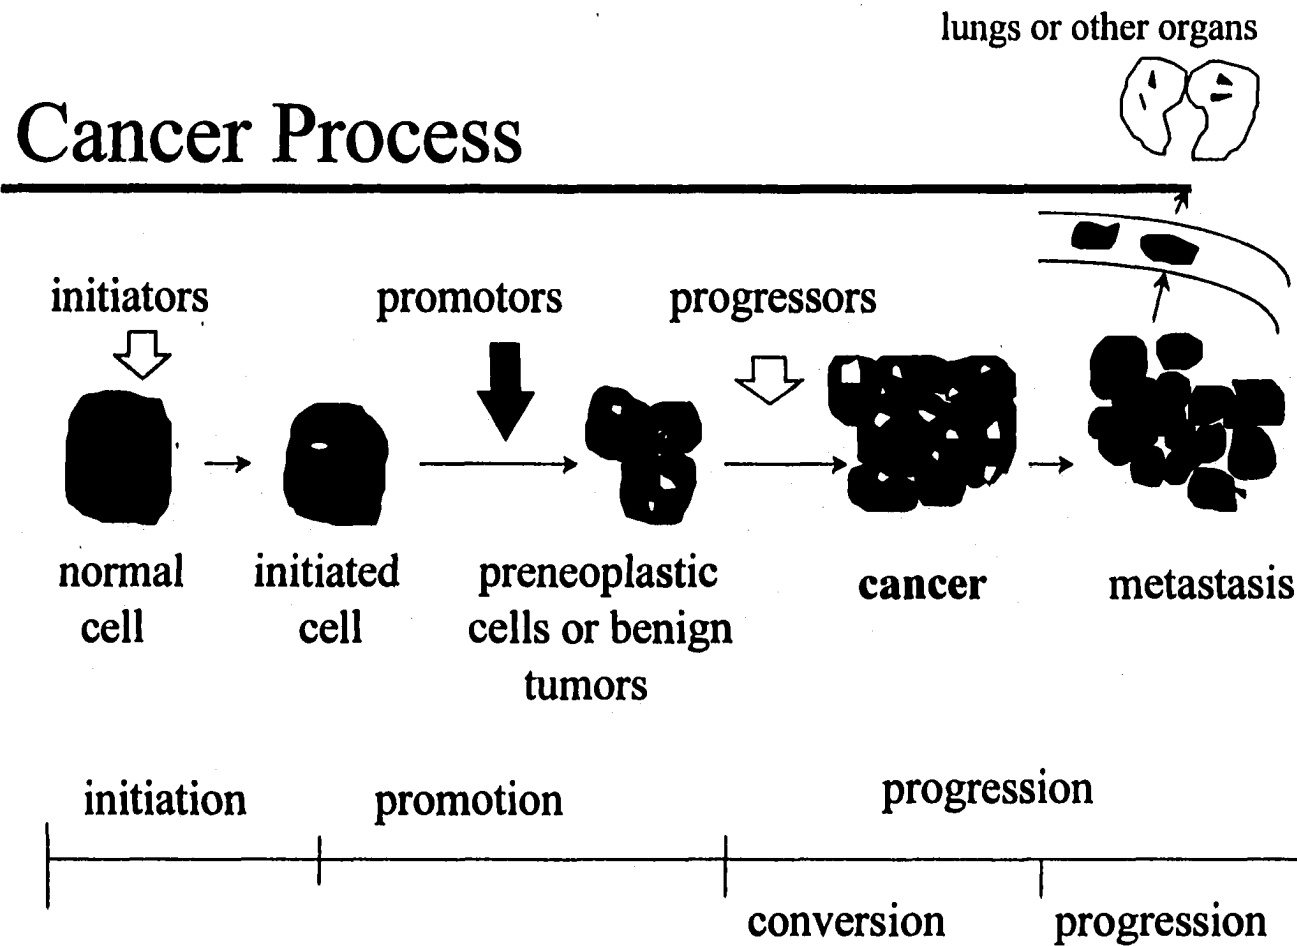 lungs or other organs
Cancer Process
initiators
promotors
progressors
normal
cell
initiated
cell
preneoplastic
cells or benign
tumors
cancer
metastasis
initiation
promotion
progression
conversion
progression